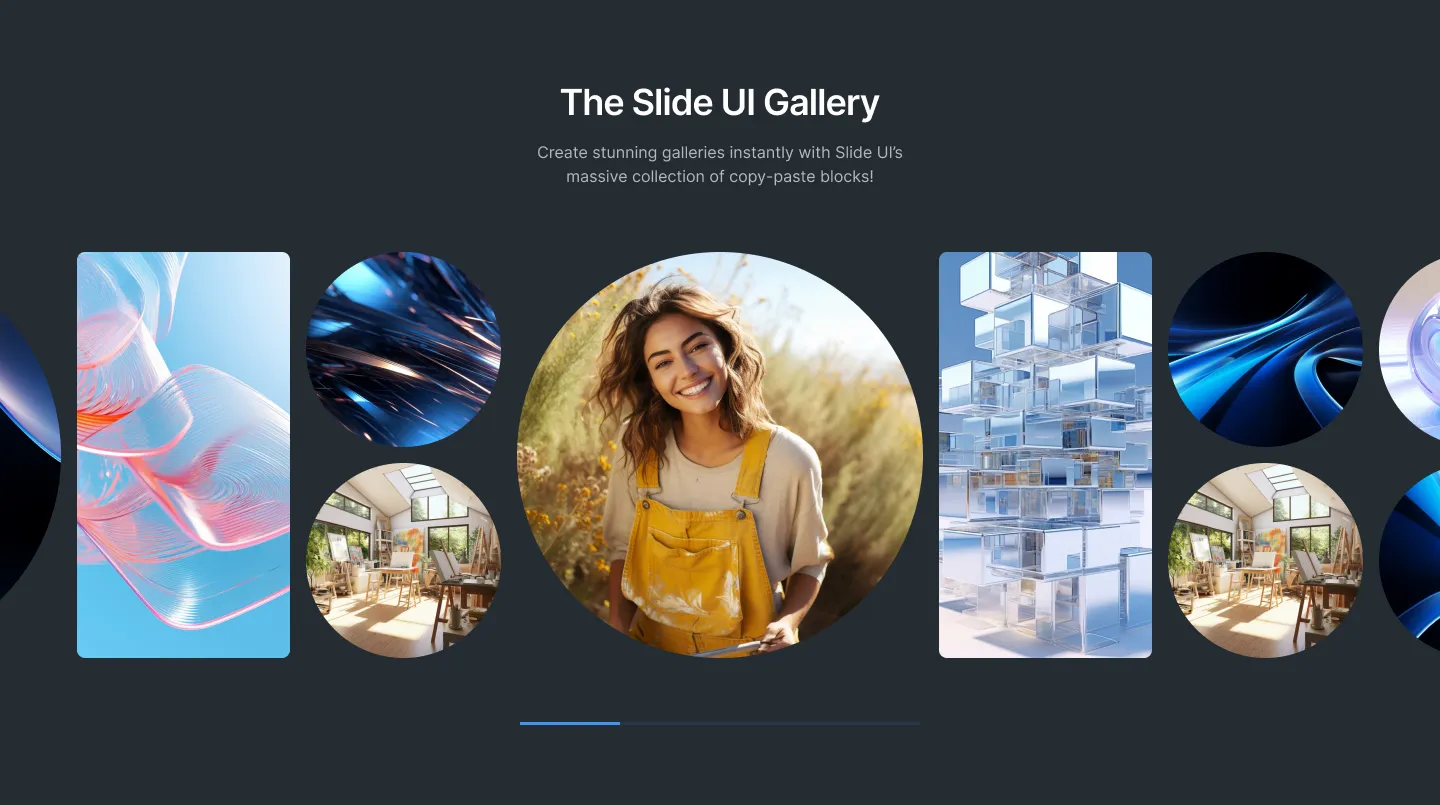 The Slide UI Gallery
Create stunning galleries instantly with Slide UI’s
massive collection of copy-paste blocks!